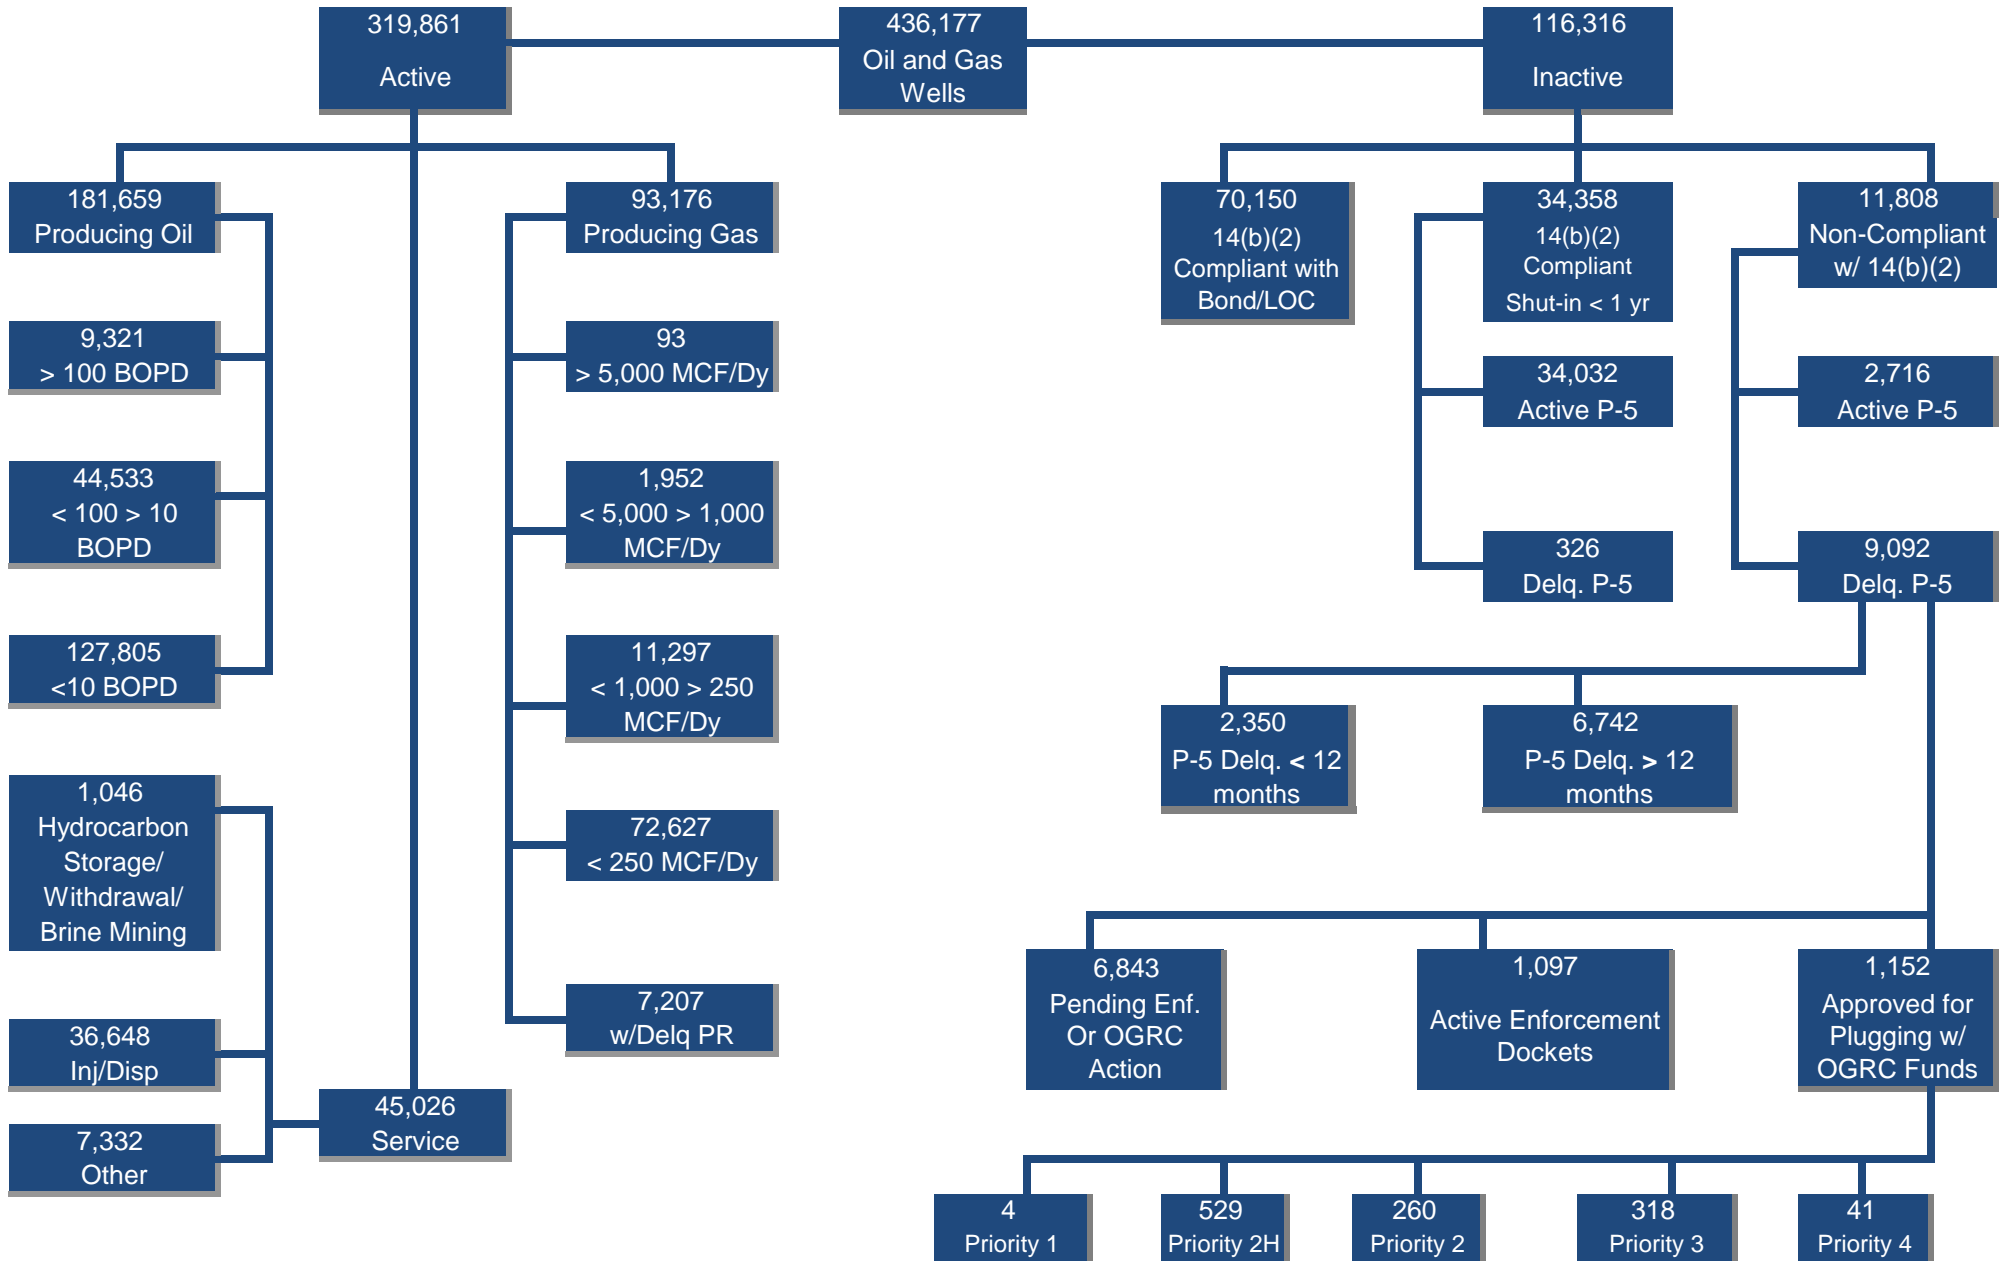 319,861
Active
436,177
Oil and Gas
Wells
116,316
Inactive
181,659
Producing Oil
93,176
Producing Gas
70,150
14(b)(2)
Compliant with
Bond/LOC
34,358
14(b)(2)
Compliant
Shut-in < 1 yr
11,808
Non-Compliant
w/ 14(b)(2)
9,321
> 100 BOPD
93
> 5,000 MCF/Dy
34,032
Active P-5
2,716
Active P-5
44,533
< 100 > 10
BOPD
1,952
< 5,000 > 1,000
MCF/Dy
326
Delq. P-5
9,092
Delq. P-5
127,805
<10 BOPD
11,297
< 1,000 > 250
MCF/Dy
2,350
P-5 Delq. < 12
months
6,742
P-5 Delq. > 12
months
1,046
Hydrocarbon
Storage/
Withdrawal/
Brine Mining
72,627
< 250 MCF/Dy
7,207
w/Delq PR
6,843
Pending Enf.
Or OGRC
Action
1,097
Active Enforcement
Dockets
1,152
Approved for
Plugging w/
OGRC Funds
36,648
Inj/Disp
45,026
Service
7,332
Other
4
Priority 1
529
Priority 2H
260
Priority 2
318
Priority 3
41
Priority 4